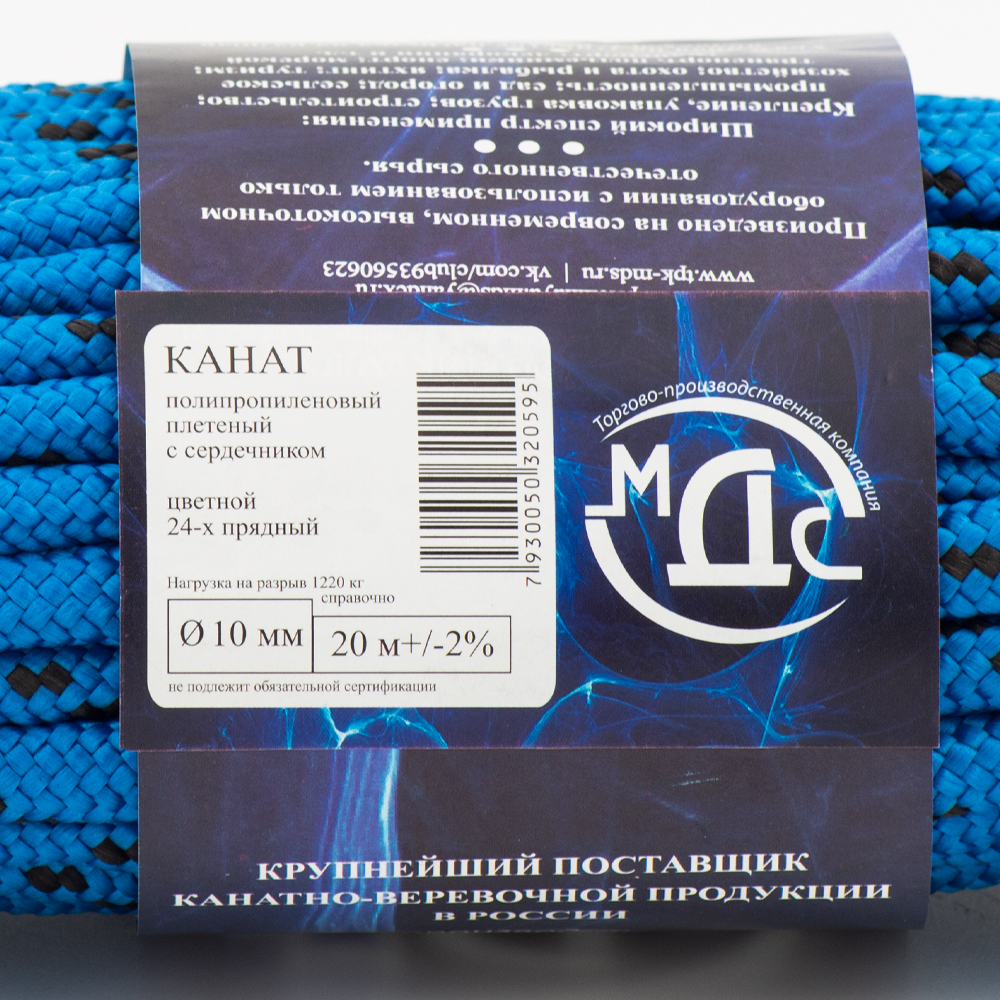 КАНАТ
полипропиленовый
плетеный
с сердечником
цветной
24-х прядный
Нагрузка на разрыв 1220 кг
справочно
Ø 10 мм
20 м+/-2%
не подлежит обязательной сертификации
7 930050 320595
Торгово-производственная компания
МДС
КРУПНЕЙШИЙ ПОСТАВЩИК
КАНАТНО-ВЕРЕВОЧНОЙ ПРОДУКЦИИ
В РОССИИ
www.tpk-mds.ru | vk.com/club93560623
Произведено на современном, высокоточном
оборудовании с использованием только
отечественного сырья.
Широкий спектр применения:
Крепление, упаковка грузов; строительство;
промышленность; сад и огород; сельское
хозяйство; охота и рыбалка; яхтинг; туризм;